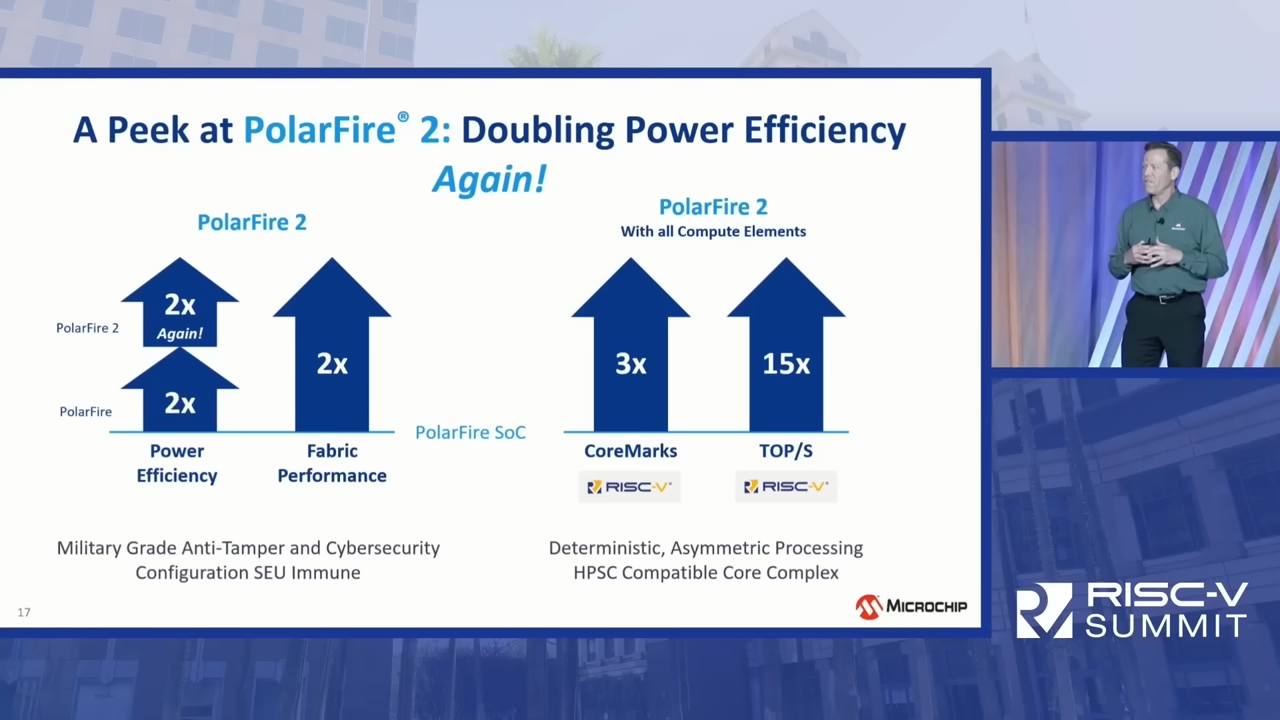 A Peek at PolarFire® 2: Doubling Power Efficiency
Again!
PolarFire 2
PolarFire 2
With all Compute Elements
2x
Again!
PolarFire 2
2x
PolarFire
2x
3x
15x
PolarFire SoC
Power
Efficiency
Fabric
Performance
CoreMarks
TOP/S
RISC-V®
RISC-V®
Military Grade Anti-Tamper and Cybersecurity
Configuration SEU Immune
Deterministic, Asymmetric Processing
HPSC Compatible Core Complex
17
MICROCHIP
RISC-V
SUMMIT